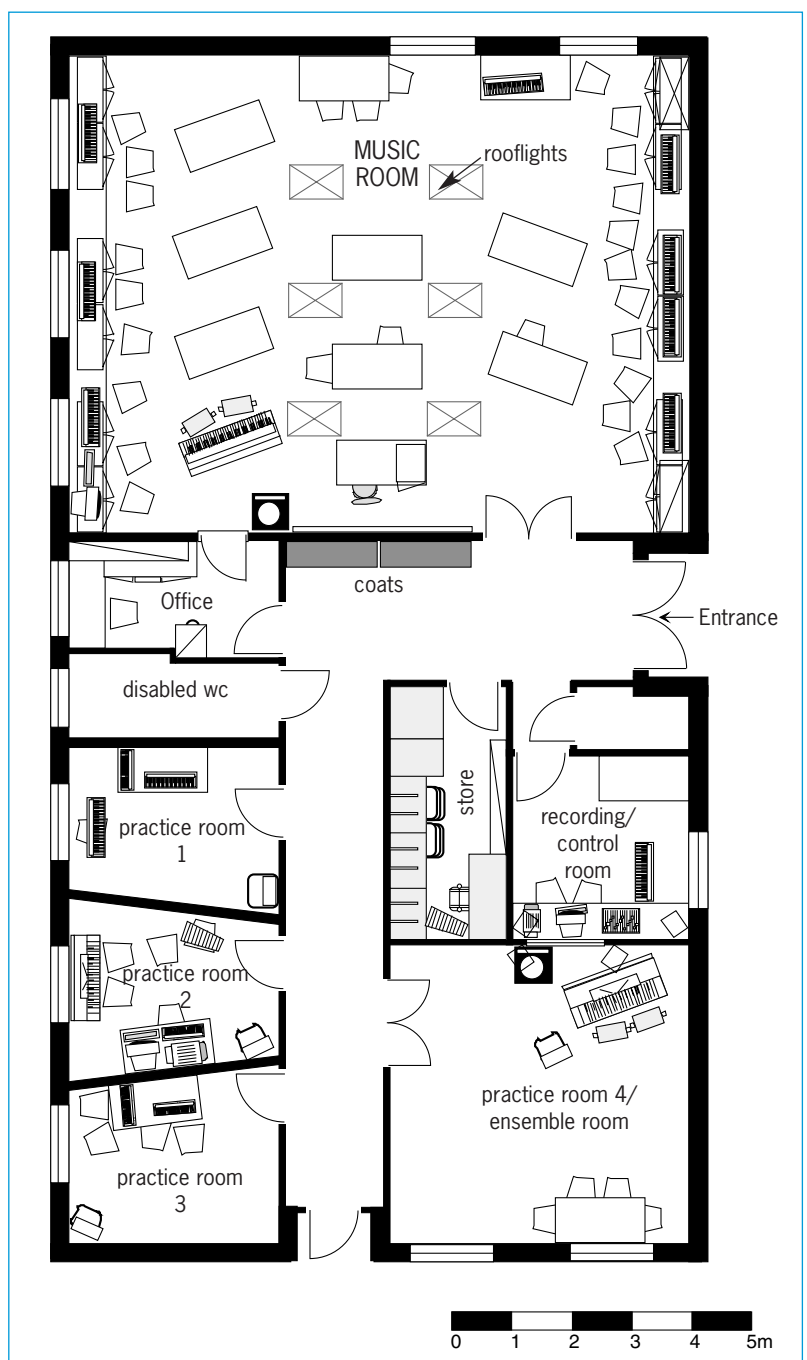 MUSIC
ROOM
rooflights
coats
Office
Entrance
disabled wc
practice room
1
store
recording/
control
room
practice room
2
practice room 4/
ensemble room
practice room
3
0 1 2 3 4 5m